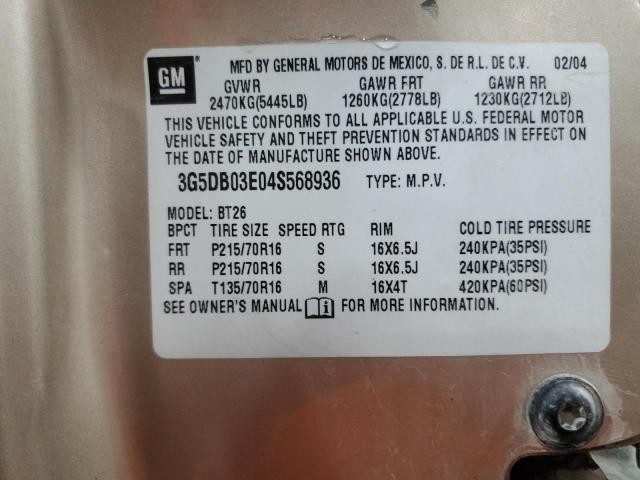 GM
MFD BY GENERAL MOTORS DE MEXICO, S. DE R.L. DE C.V. 02/04
GVWR GAWR FRT GAWR RR
2470KG(5445LB) 1260KG(2778LB) 1230KG(2712LB)
THIS VEHICLE CONFORMS TO ALL APPLICABLE U.S. FEDERAL MOTOR
VEHICLE SAFETY AND THEFT PREVENTION STANDARDS IN EFFECT ON
THE DATE OF MANUFACTURE SHOWN ABOVE.
3G5DB03E04S568936 TYPE: M.P.V.
MODEL: BT26
BPCT TIRE SIZE SPEED RTG RIM COLD TIRE PRESSURE
FRT P215/70R16 S 16X6.5J 240KPA(35PSI)
RR P215/70R16 S 16X6.5J 240KPA(35PSI)
SPA T135/70R16 M 16X4T 420KPA(60PSI)
SEE OWNER'S MANUAL i FOR MORE INFORMATION.